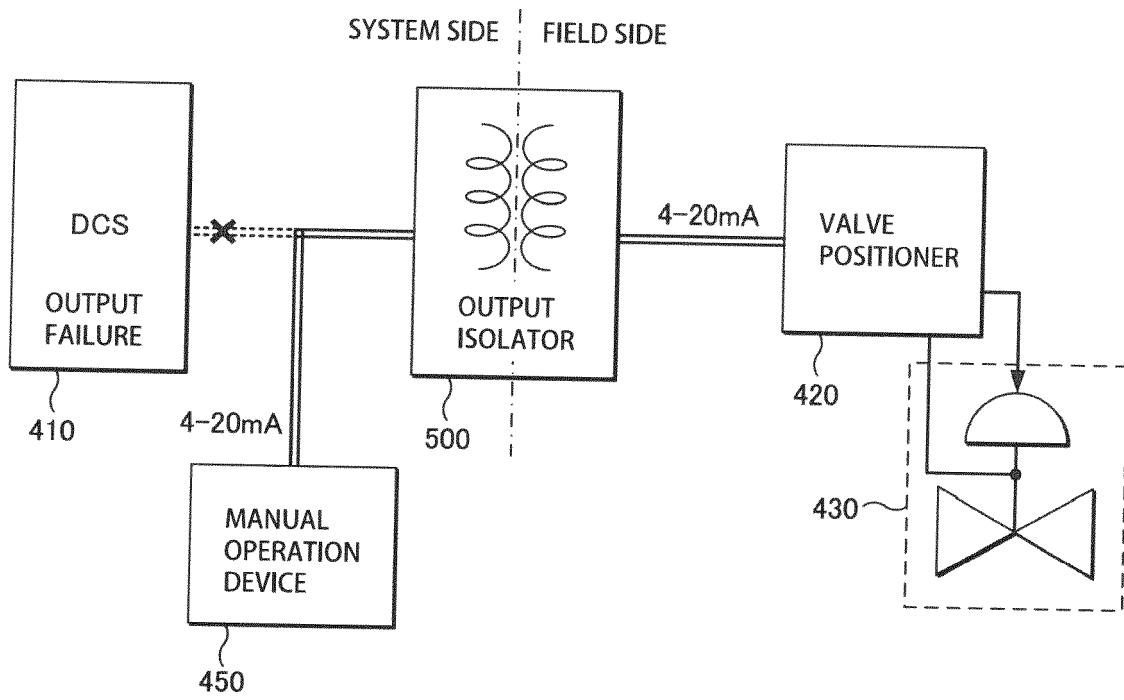 SYSTEM SIDE
FIELD SIDE
DCS
OUTPUT
FAILURE
410
4-20mA
MANUAL
OPERATION
DEVICE
450
OUTPUT
ISOLATOR
500
4-20mA
VALVE
POSITIONER
420
430